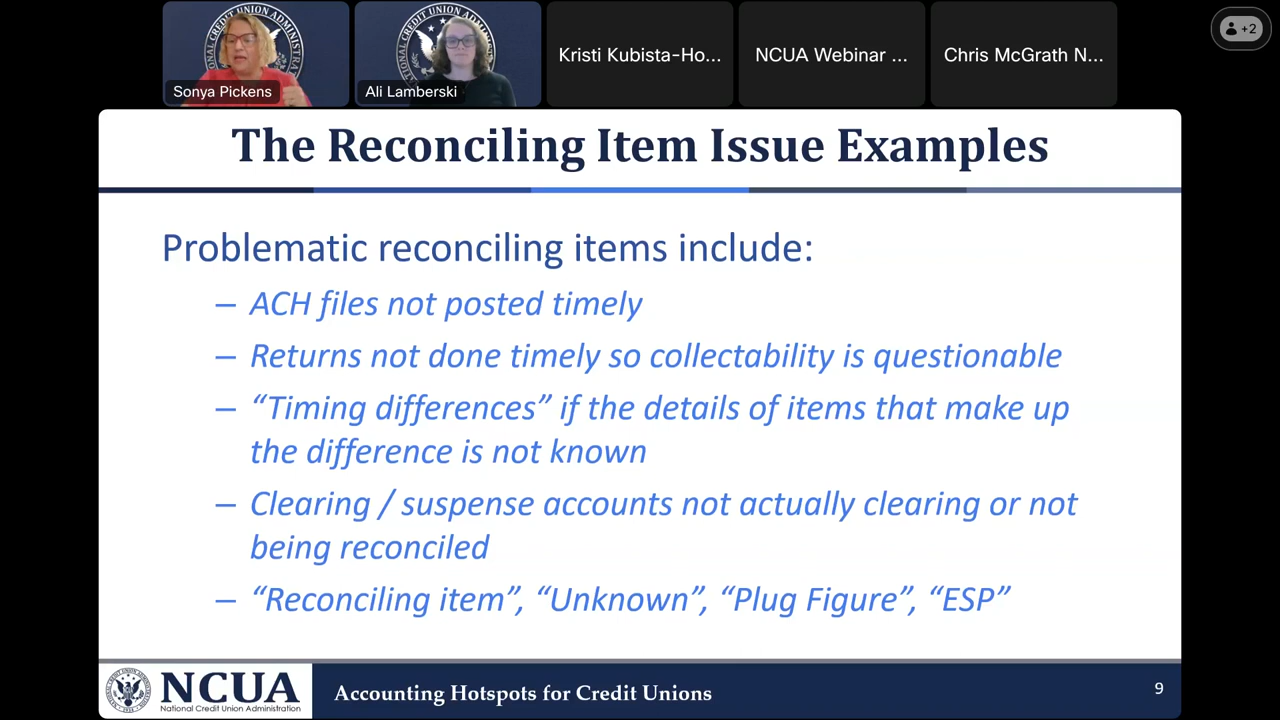 Sonya Pickens
Ali Lamberski
Kristi Kubista-Ho...
NCUA Webinar ...
Chris McGrath N...
+2
The Reconciling Item Issue Examples
Problematic reconciling items include:
– ACH files not posted timely
– Returns not done timely so collectability is questionable
– “Timing differences” if the details of items that make up
the difference is not known
– Clearing / suspense accounts not actually clearing or not
being reconciled
– “Reconciling item”, “Unknown”, “Plug Figure”, “ESP”
NCUA
National Credit Union Administration
Accounting Hotspots for Credit Unions
9